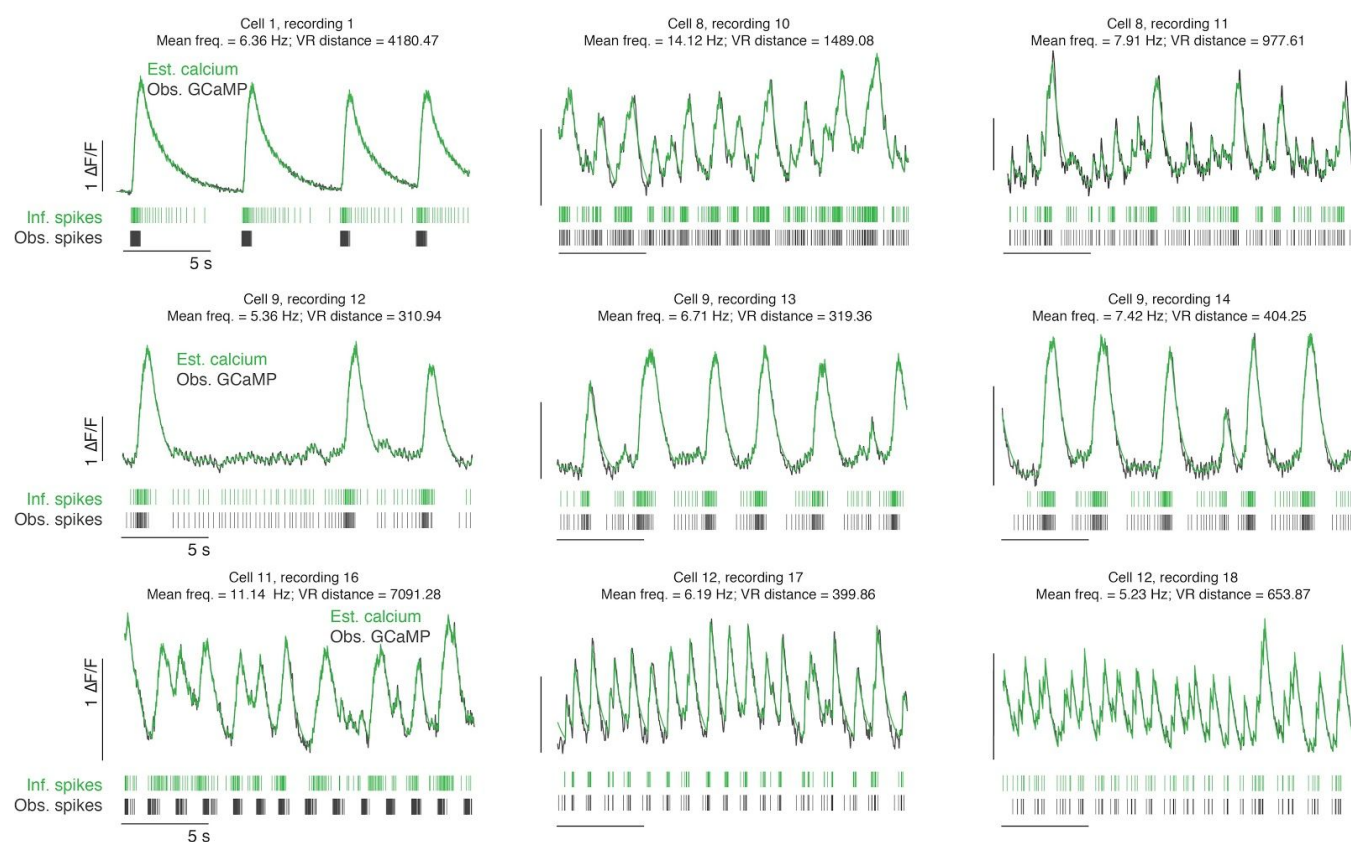 Cell 1, recording 1
Mean freq. = 6.36 Hz; VR distance = 4180.47
Est. calcium
Obs. GCaMP
1 ΔF/F
Inf. spikes
Obs. spikes
5 s
Cell 8, recording 10
Mean freq. = 14.12 Hz; VR distance = 1489.08
Cell 8, recording 11
Mean freq. = 7.91 Hz; VR distance = 977.61
Cell 9, recording 12
Mean freq. = 5.36 Hz; VR distance = 310.94
Est. calcium
Obs. GCaMP
1 ΔF/F
Inf. spikes
Obs. spikes
5 s
Cell 9, recording 13
Mean freq. = 6.71 Hz; VR distance = 319.36
Cell 9, recording 14
Mean freq. = 7.42 Hz; VR distance = 404.25
Cell 11, recording 16
Mean freq. = 11.14 Hz; VR distance = 7091.28
Est. calcium
Obs. GCaMP
1 ΔF/F
Inf. spikes
Obs. spikes
5 s
Cell 12, recording 17
Mean freq. = 6.19 Hz; VR distance = 399.86
Cell 12, recording 18
Mean freq. = 5.23 Hz; VR distance = 653.87